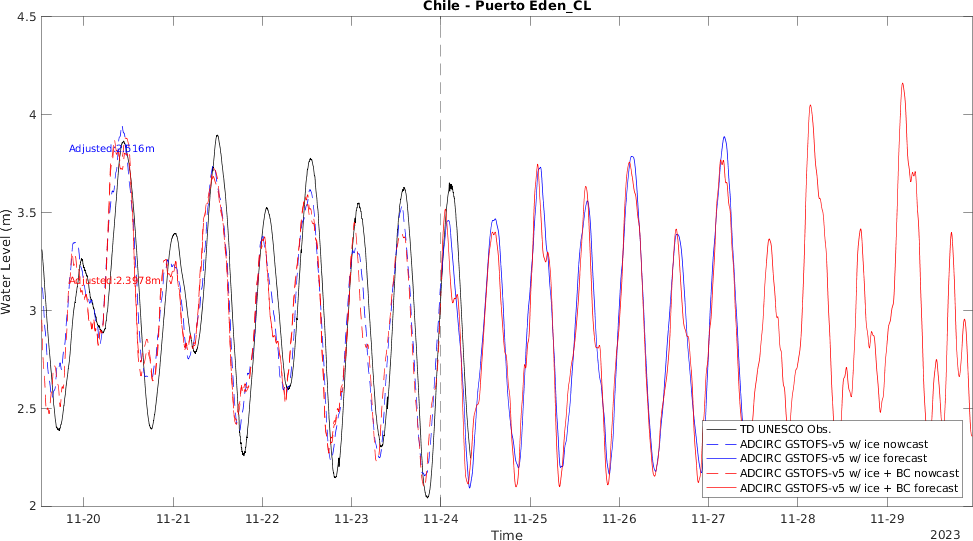 Chile - Puerto Eden_CL
4.5
4
3.5
3
2.5
2
Water Level (m)
Adjusted:2.516m
Adjusted:2.3978m
TD UNESCO Obs.
ADCIRC GSTOFS-v5 w/ ice nowcast
ADCIRC GSTOFS-v5 w/ ice forecast
ADCIRC GSTOFS-v5 w/ ice + BC nowcast
ADCIRC GSTOFS-v5 w/ ice + BC forecast
11-20 11-21 11-22 11-23 11-24 11-25 11-26 11-27 11-28 11-29
Time
2023